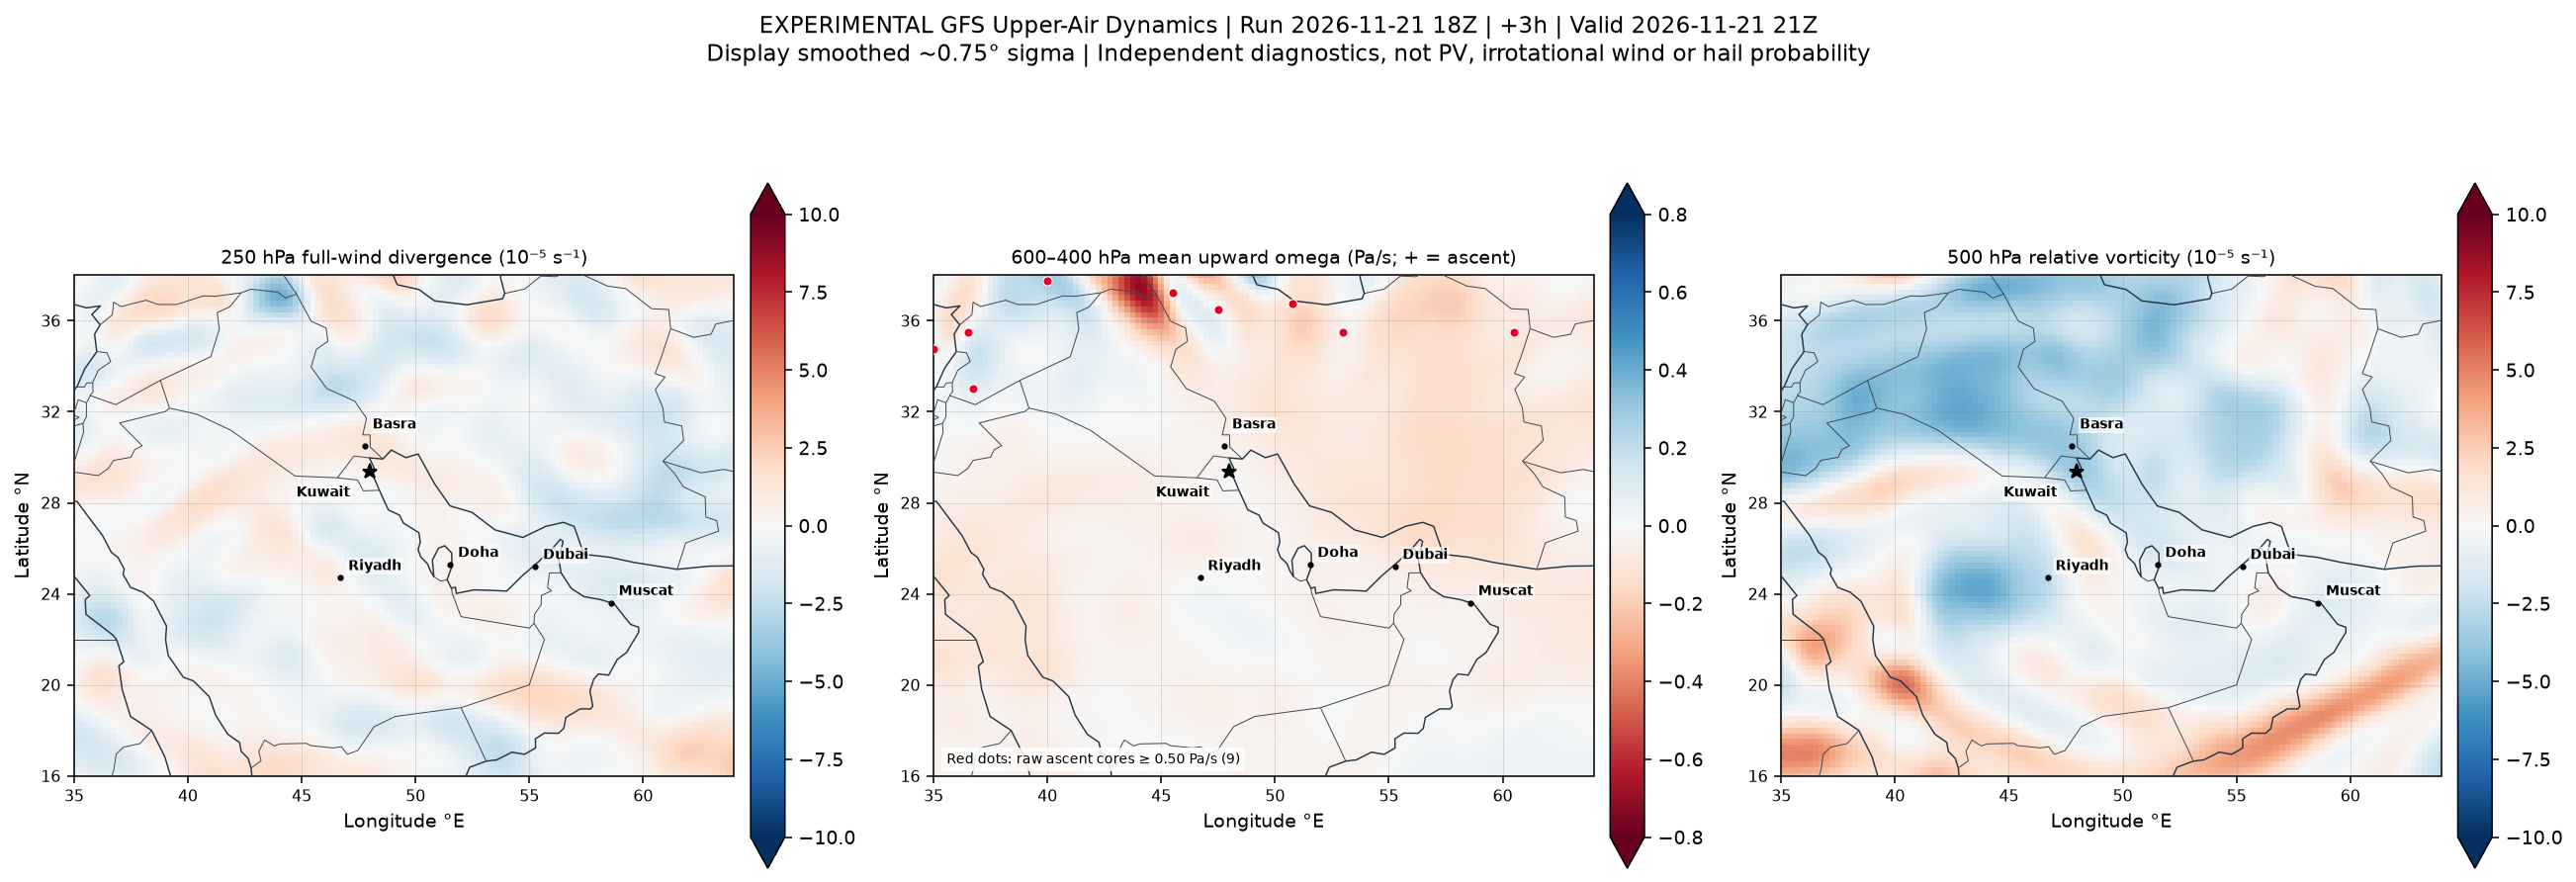 EXPERIMENTAL GFS Upper-Air Dynamics | Run 2026-11-21 18Z | +3h | Valid 2026-11-21 21Z
Display smoothed ~0.75° sigma | Independent diagnostics, not PV, irrotational wind or hail probability
250 hPa full-wind divergence (10⁻⁵ s⁻¹)
Latitude °N
36
32
28
24
20
16
Basra
Kuwait
Riyadh
Doha
Dubai
Muscat
35
40
45
50
55
60
Longitude °E
10.0
7.5
5.0
2.5
0.0
−2.5
−5.0
−7.5
−10.0
600–400 hPa mean upward omega (Pa/s; + = ascent)
Latitude °N
36
32
28
24
20
16
Basra
Kuwait
Riyadh
Doha
Dubai
Muscat
Red dots: raw ascent cores ≥ 0.50 Pa/s (9)
35
40
45
50
55
60
Longitude °E
0.8
0.6
0.4
0.2
0.0
−0.2
−0.4
−0.6
−0.8
500 hPa relative vorticity (10⁻⁵ s⁻¹)
Latitude °N
36
32
28
24
20
16
Basra
Kuwait
Riyadh
Doha
Dubai
Muscat
35
40
45
50
55
60
Longitude °E
10.0
7.5
5.0
2.5
0.0
−2.5
−5.0
−7.5
−10.0